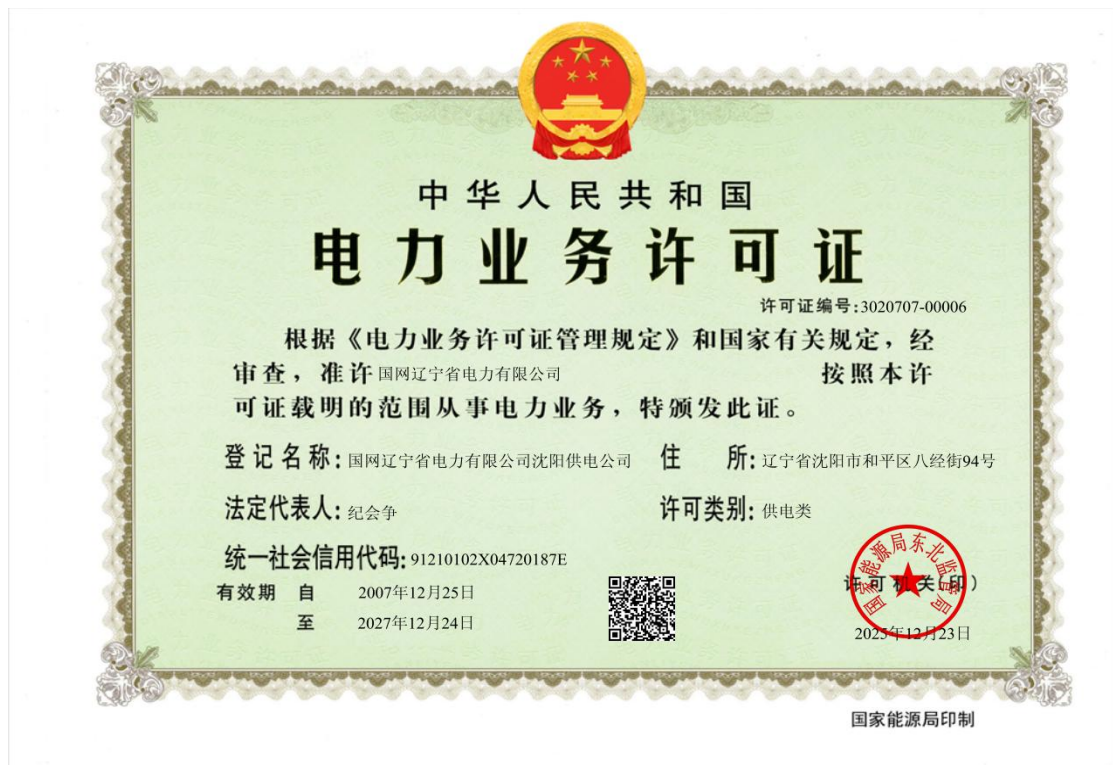 中华人民共和国
电力业务许可证
许可证编号:3020707-00006
根据《电力业务许可证管理规定》和国家有关规定，经
审查，准许国网辽宁省电力有限公司 按照本许
可证载明的范围从事电力业务，特颁发此证。
登记名称:国网辽宁省电力有限公司沈阳供电公司 住 所:辽宁省沈阳市和平区八经街94号
法定代表人:纪会争 许可类别:供电类
统一社会信用代码:91210102X04720187E
有效期 自 2007年12月25日
至 2027年12月24日
国家能源局东北监管局
许可机关(印)
2025年12月23日
国家能源局印制